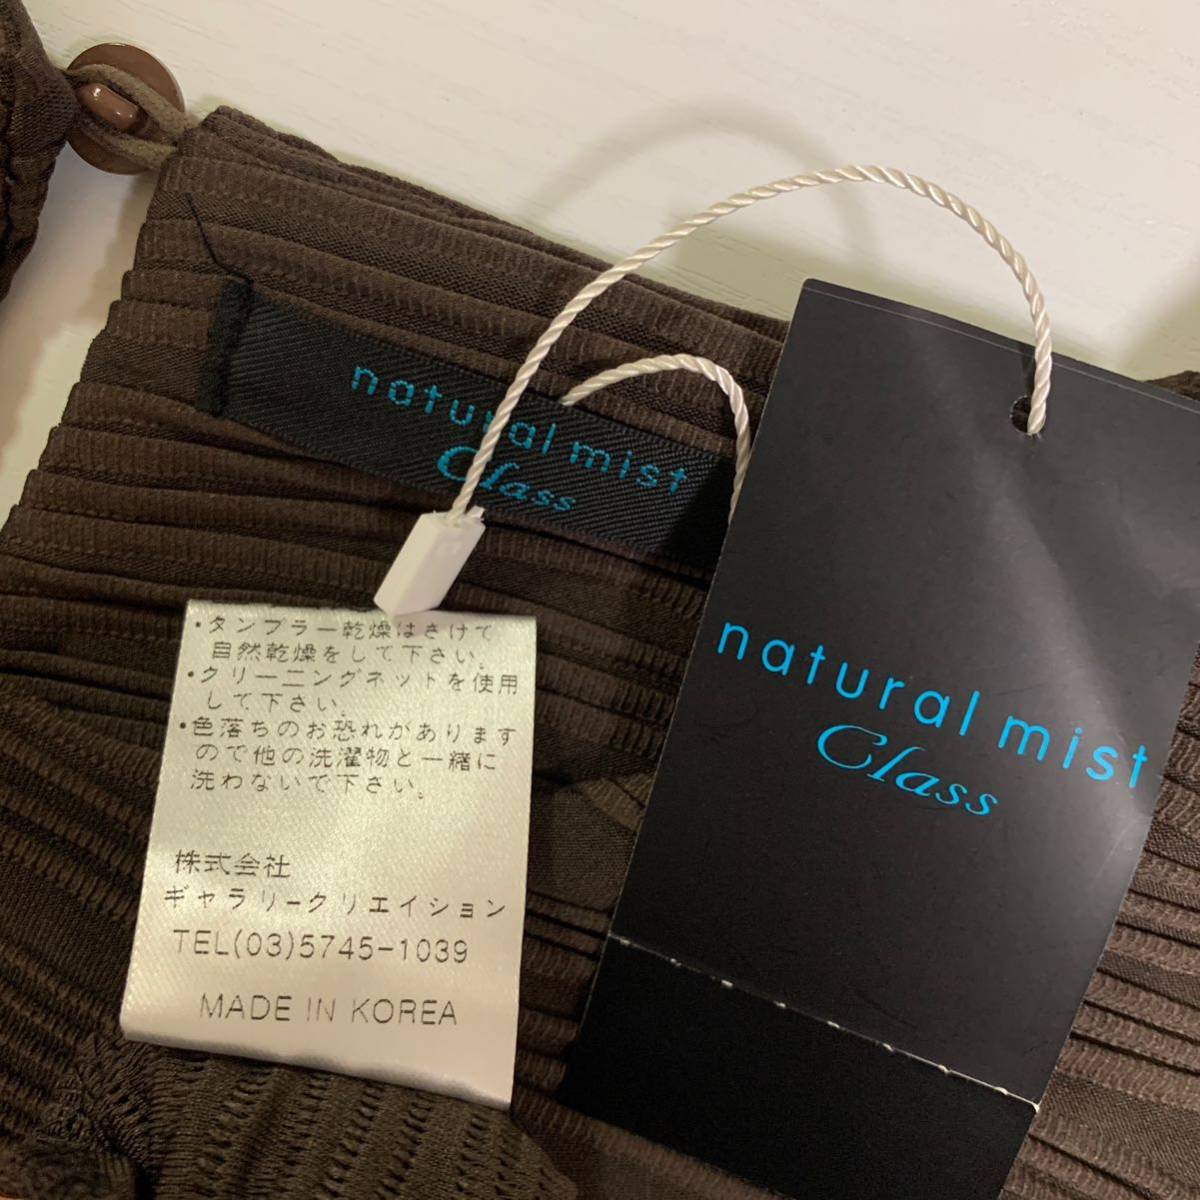 natural mist
Class
・タンブラー乾燥はさけて
自然乾燥をして下さい。
・クリーニングネットを使用
して下さい。
・色落ちのお恐れがあります
ので他の洗濯物と一緒に
洗わないで下さい。
株式会社
ギャラリークリエイション
TEL(03)5745-1039
MADE IN KOREA
natural mist
Class